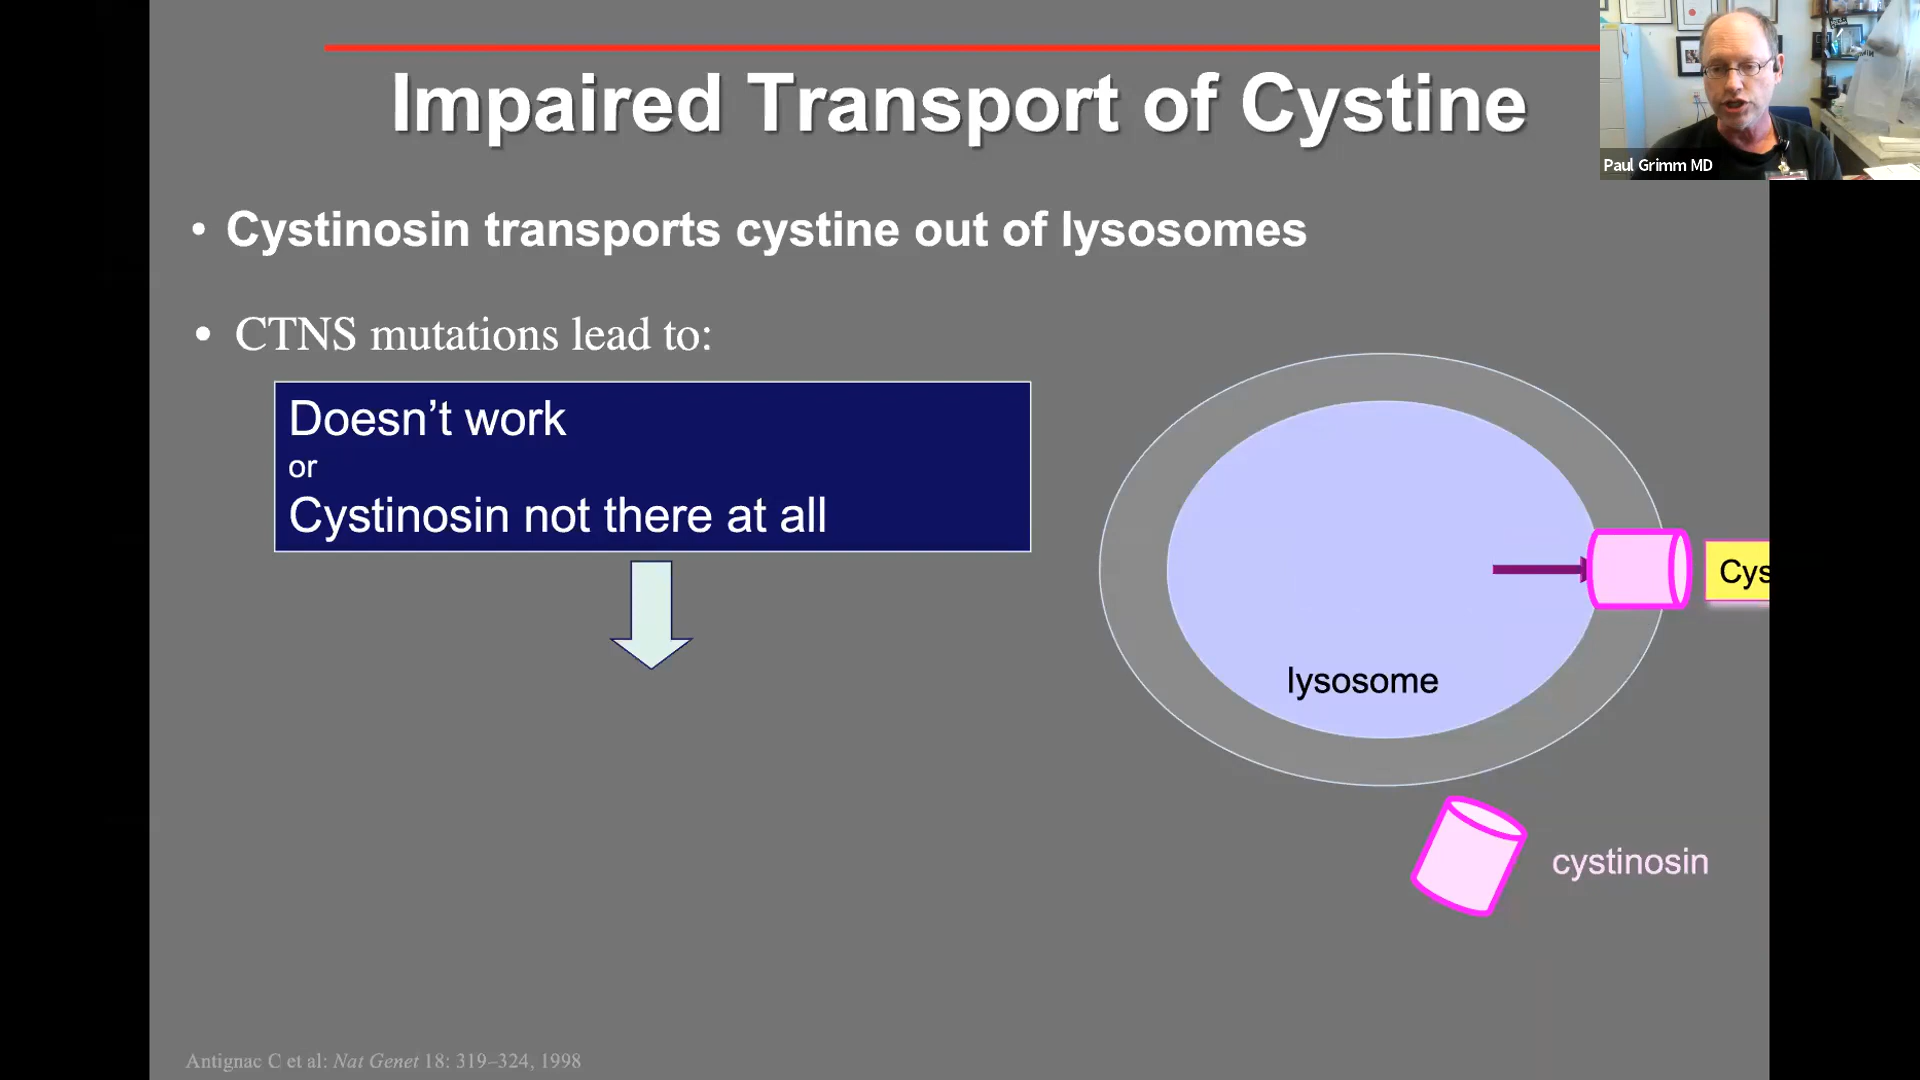 Impaired Transport of Cystine
Paul Grimm MD
• Cystinosin transports cystine out of lysosomes
• CTNS mutations lead to:
Doesn’t work
or
Cystinosin not there at all
Cys
lysosome
cystinosin
Antignac C et al: Nat Genet 18: 319–324, 1998